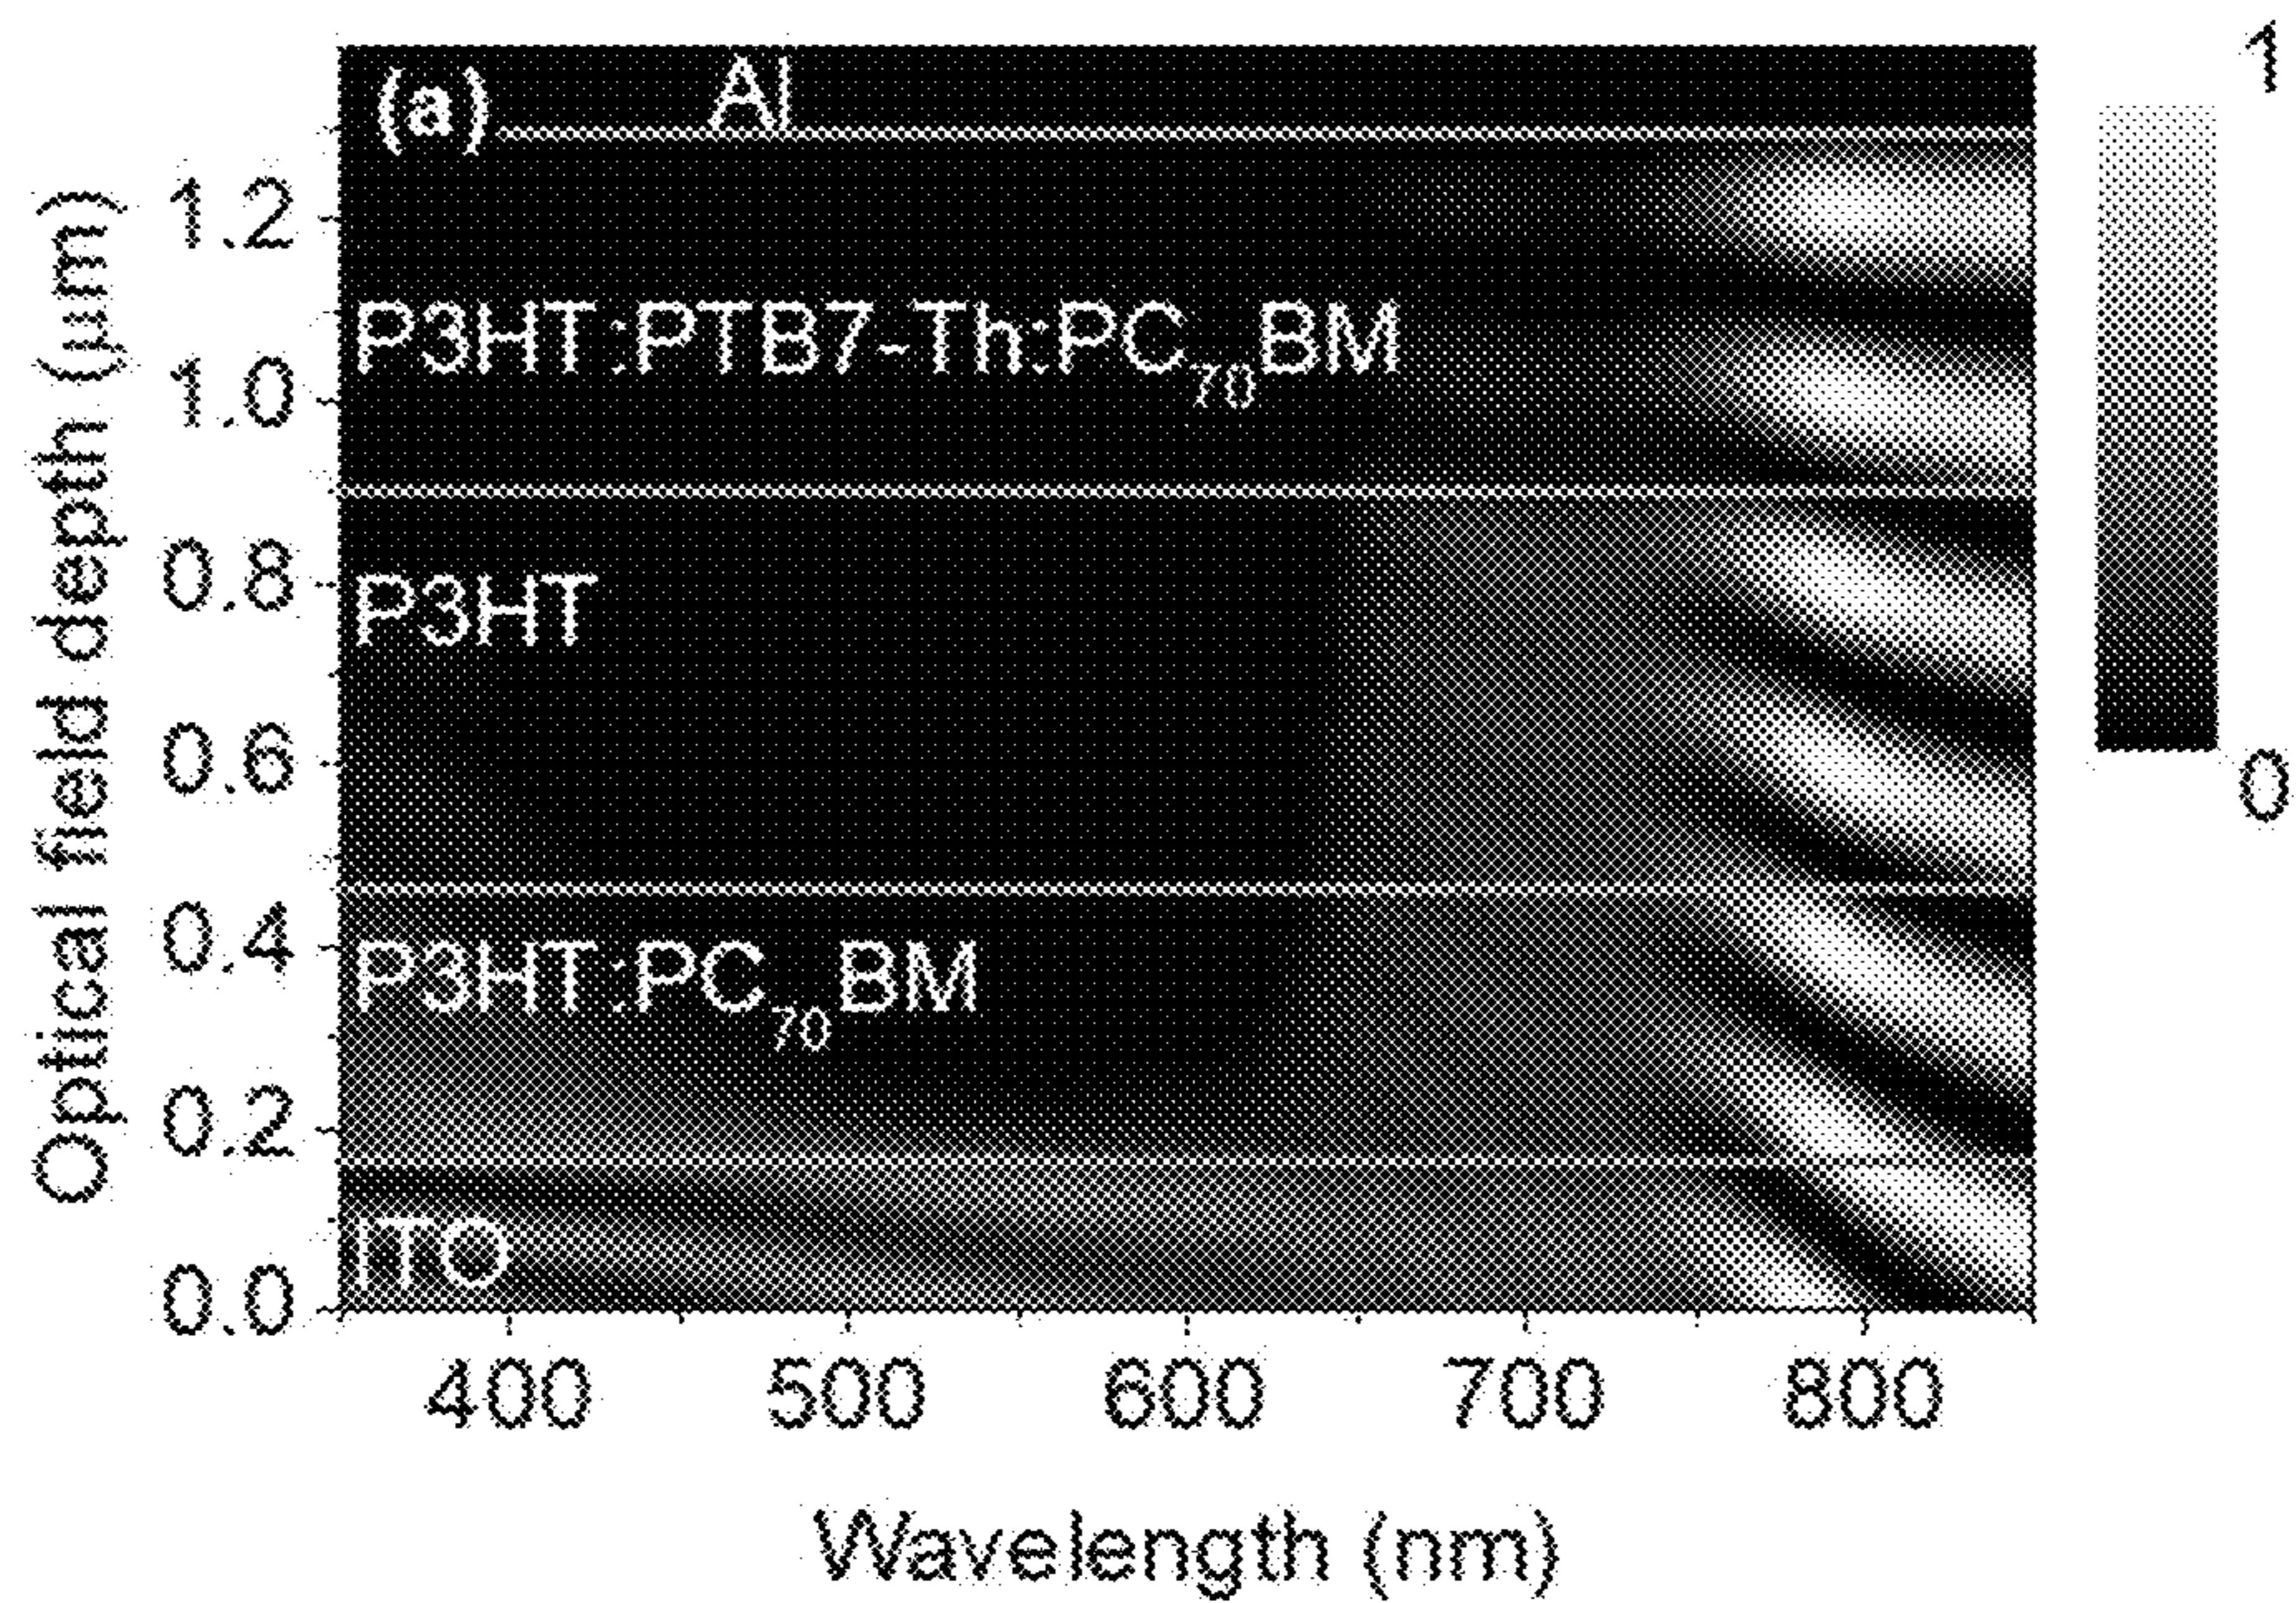 1
(a) Al
1.2
P3HT:PTB7-Th:PC70BM
1.0
0.8
P3HT
0.6
0
0.4
P3HT:PC70BM
0.2
ITO
0.0
400 500 600 700 800
Wavelength (nm)
Optical field depth (µm)